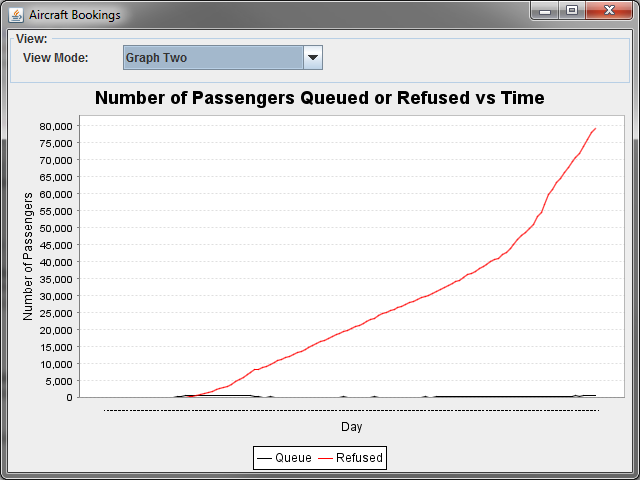 Aircraft Bookings
View:
View Mode: Graph Two
Number of Passengers Queued or Refused vs Time
Number of Passengers
80,000
75,000
70,000
65,000
60,000
55,000
50,000
45,000
40,000
35,000
30,000
25,000
20,000
15,000
10,000
5,000
0
Day
Queue Refused